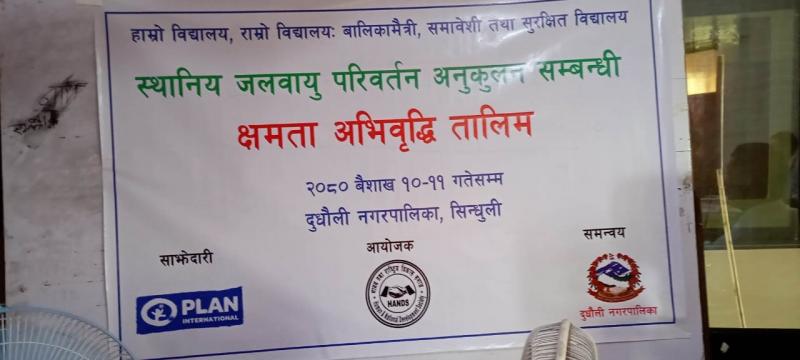 हाम्रो विद्यालय, राम्रो विद्यालयः बालिकामैत्री, समावेशी तथा सुरक्षित विद्यालय
स्थानिय जलवायु परिवर्तन अनुकुलन सम्बन्धी
क्षमता अभिवृद्धि तालिम
२०८० बैशाख १०-११ गतेसम्म
दुधौली नगरपालिका, सिन्धुली
साझेदारी
आयोजक
समन्वय
PLAN
INTERNATIONAL
HANDS
दुधौली नगरपालिका